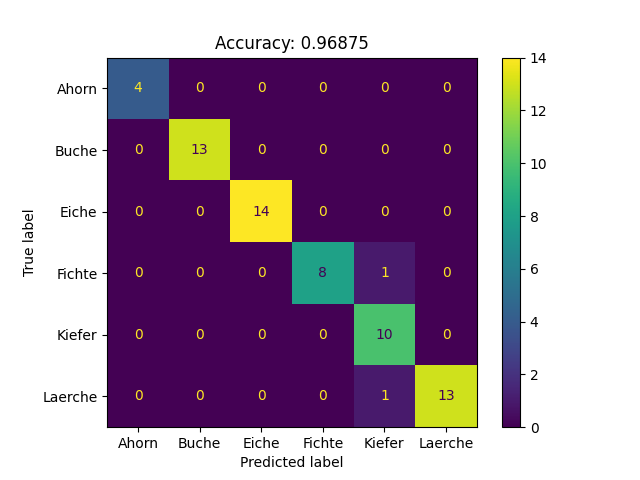 Accuracy: 0.96875
True label
Ahorn 4 0 0 0 0 0
Buche 0 13 0 0 0 0
Eiche 0 0 14 0 0 0
Fichte 0 0 0 8 1 0
Kiefer 0 0 0 0 10 0
Laerche 0 0 0 0 1 13
Ahorn Buche Eiche Fichte Kiefer Laerche
Predicted label
14
12
10
8
6
4
2
0